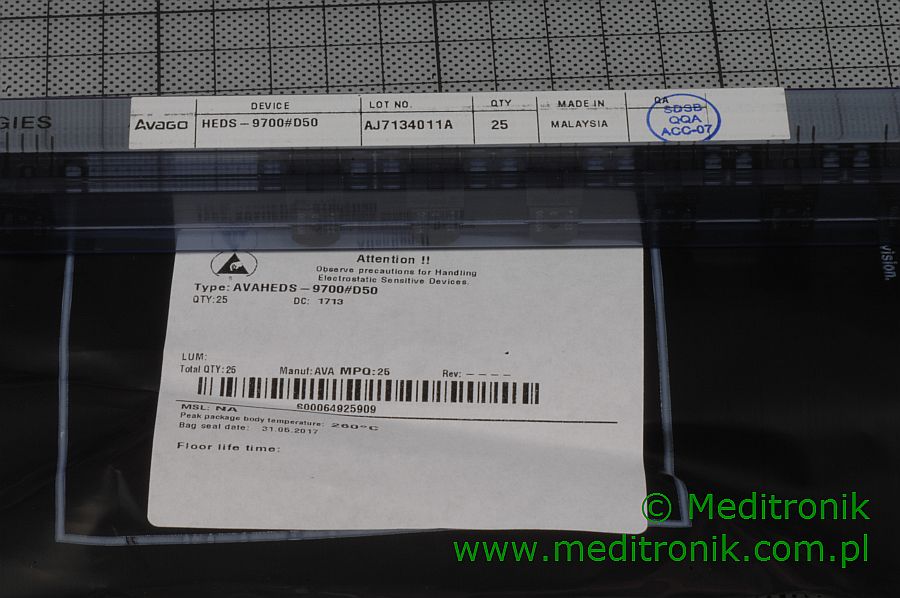 GIES
DEVICE LOT NO. QTY MADE IN QA
Avago HEDS-9700#D50 AJ7134011A 25 MALAYSIA
SDSB
QQA
ACC-07
Attention !!
Observe precautions for Handling
Electrostatic Sensitive Devices.
Type: AVAHEDS-9700#D50
QTY:25 DC: 1713
LUM:
Total QTY:25 Manuf:AVA MPQ:25 Rev: ----
S00064925909
MSL: NA
Peak package body temperature: 260°C
Bag seal date: 31.05.2017
Floor life time:
vision.
© Meditronik
www.meditronik.com.pl